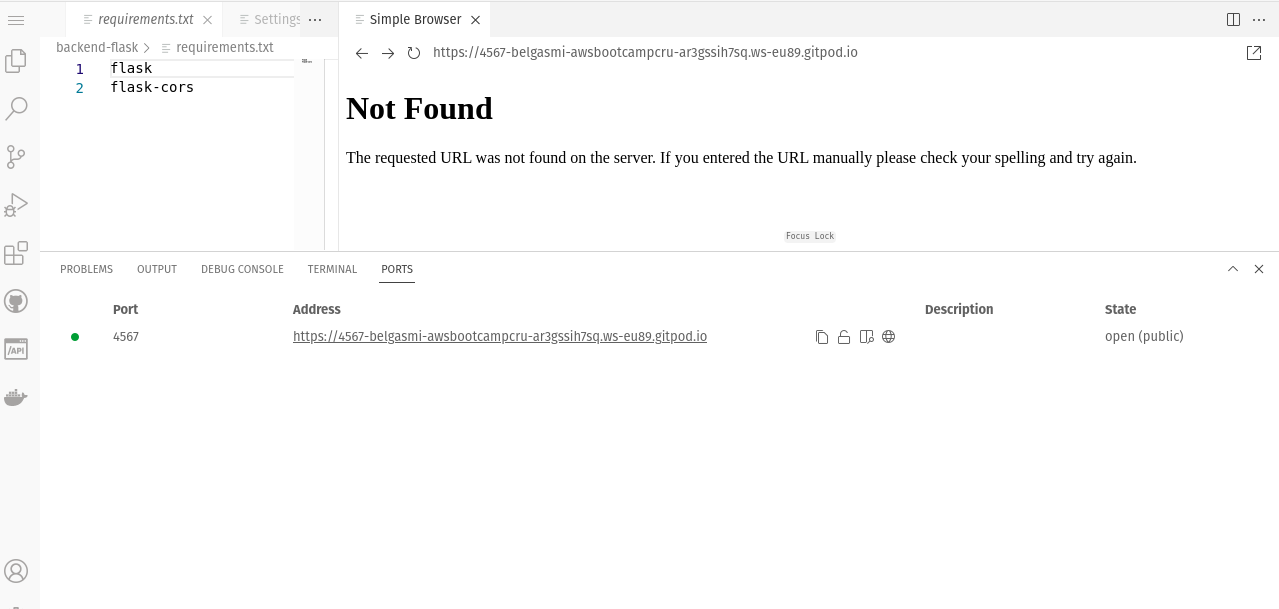 requirements.txt
Settings
Simple Browser
backend-flask > requirements.txt
https://4567-belgasmi-awsbootcampcru-ar3gssih7sq.ws-eu89.gitpod.io
1 flask
2 flask-cors
Not Found
The requested URL was not found on the server. If you entered the URL manually please check your spelling and try again.
Focus Lock
PROBLEMS OUTPUT DEBUG CONSOLE TERMINAL PORTS
Port Address Description State
4567 https://4567-belgasmi-awsbootcampcru-ar3gssih7sq.ws-eu89.gitpod.io open (public)
/API